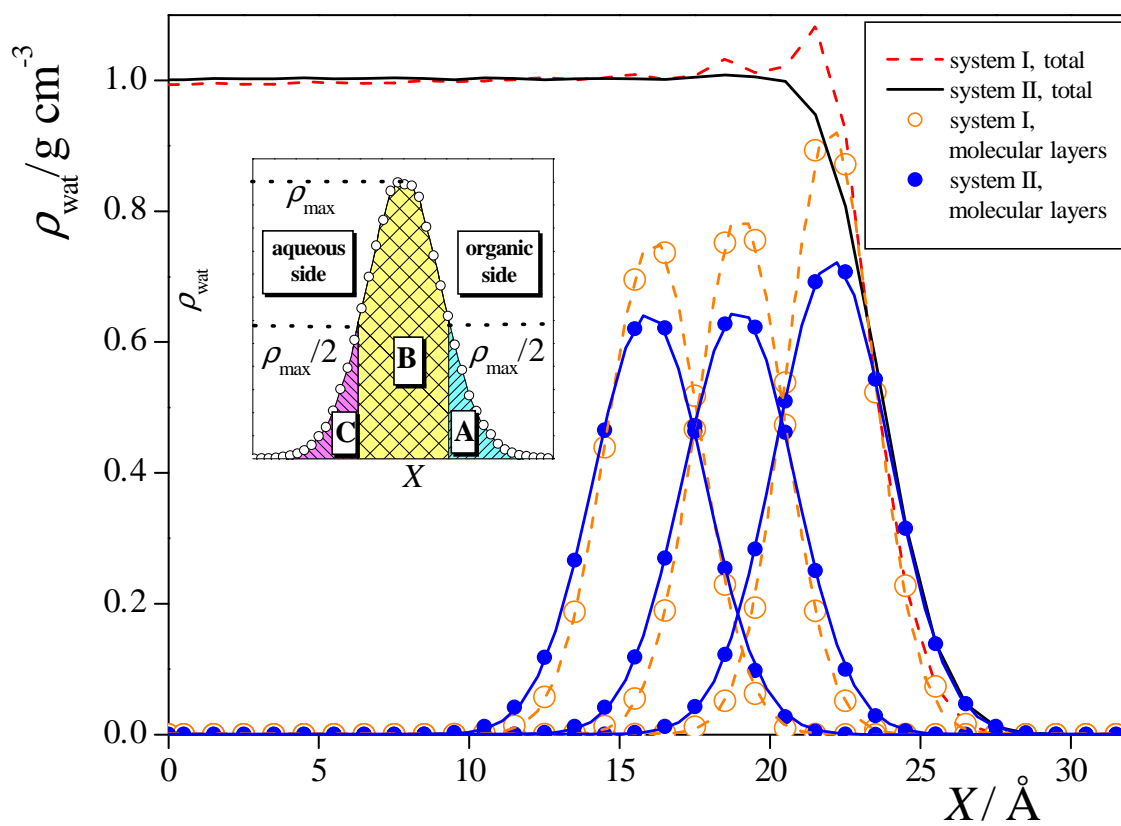 ρwat/g cm-3
1.0
0.8
0.6
0.4
0.2
0.0
0
5
10
15
20
25
30
X/ Å
system I, total
system II, total
system I,
molecular layers
system II,
molecular layers
ρmax
aqueous
side
organic
side
ρwat
ρmax/2
ρmax/2
B
C
A
X